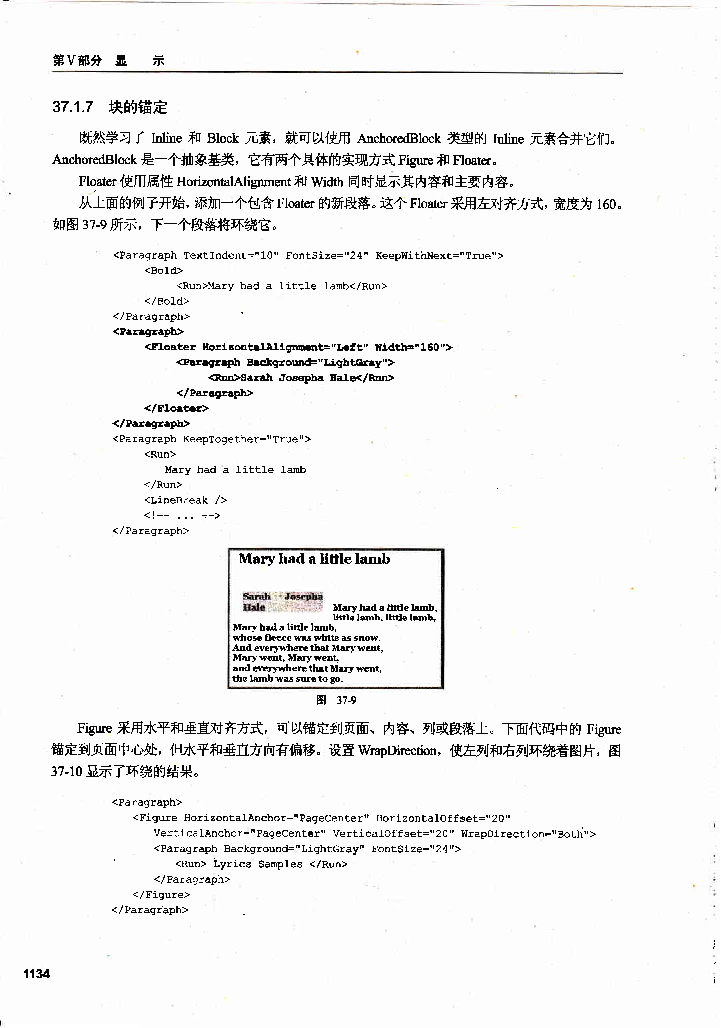 第V部分 显 示
37.1.7 块的锚定
既然学习了 Inline 和 Block 元素，就可以使用 AnchoredBlock 类型的 Inline 元素合并它们。
AnchoredBlock 是一个抽象基类，它有两个具体的实现方式 Figure 和 Floater。
Floater 使用属性 HorizontalAlignment 和 Width 同时显示其内容和主要内容。
从上面的例子开始，添加一个包含 Floater 的新段落。这个 Floater 采用左对齐方式，宽度为 160。
如图 37-9 所示，下一个段落将环绕它。
<Paragraph TextIndent="10" FontSize="24" KeepWithNext="True">
<Bold>
<Run>Mary had a little lamb</Run>
</Bold>
</Paragraph>
<Paragraph>
<Floater HorizontalAlignment="Left" Width="160">
<Paragraph Background="LightGray">
<Run>Sarah Josepha Hale</Run>
</Paragraph>
</Floater>
</Paragraph>
<Paragraph KeepTogether="True">
<Run>
Mary had a little lamb
</Run>
<LineBreak />
<!-- ... -->
</Paragraph>
Mary had a little lamb
Sarah Josepha
Hale Mary had a little lamb,
little lamb, little lamb,
Mary had a little lamb,
whose fleece was white as snow.
And everywhere that Mary went,
Mary went, Mary went,
and everywhere that Mary went,
the lamb was sure to go.
图 37-9
Figure 采用水平和垂直对齐方式，可以锚定到页面、内容、列或段落上。下面代码中的 Figure
锚定到页面中心处，但水平和垂直方向有偏移。设置 WrapDirection，使左列和右列环绕着图片，图
37-10 显示了环绕的结果。
<Paragraph>
<Figure HorizontalAnchor="PageCenter" HorizontalOffset="20"
VerticalAnchor="PageCenter" VerticalOffset="20" WrapDirection="Both">
<Paragraph Background="LightGray" FontSize="24">
<Run> Lyrics Samples </Run>
</Paragraph>
</Figure>
</Paragraph>
1134